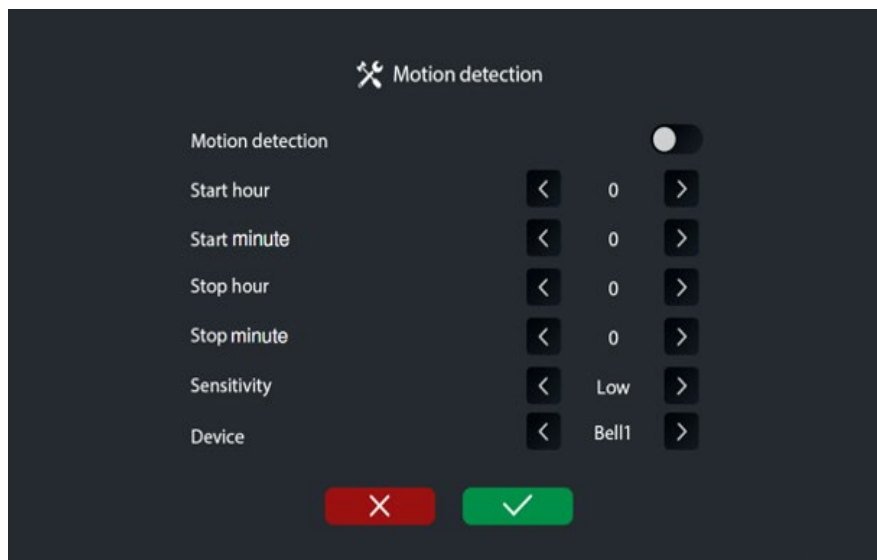 Motion detection
Motion detection
Start hour 0
Start minute 0
Stop hour 0
Stop minute 0
Sensitivity Low
Device Bell1